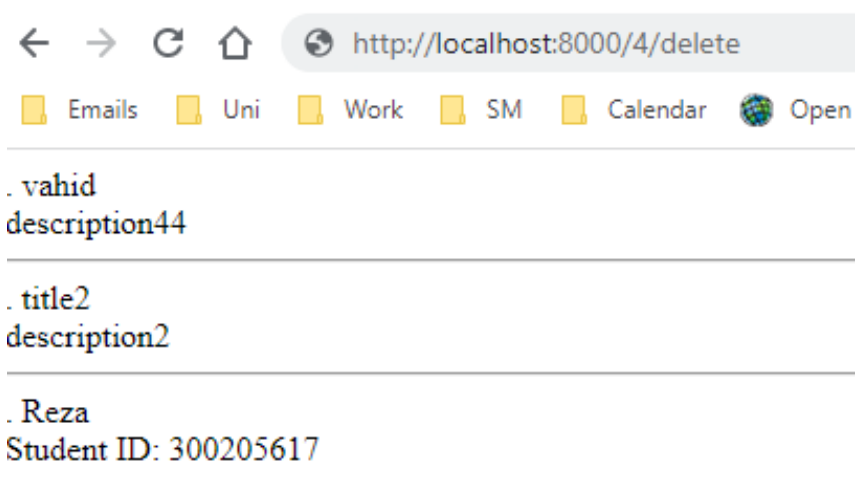 http://localhost:8000/4/delete
Emails Uni Work SM Calendar Open
. vahid
description44
. title2
description2
. Reza
Student ID: 300205617